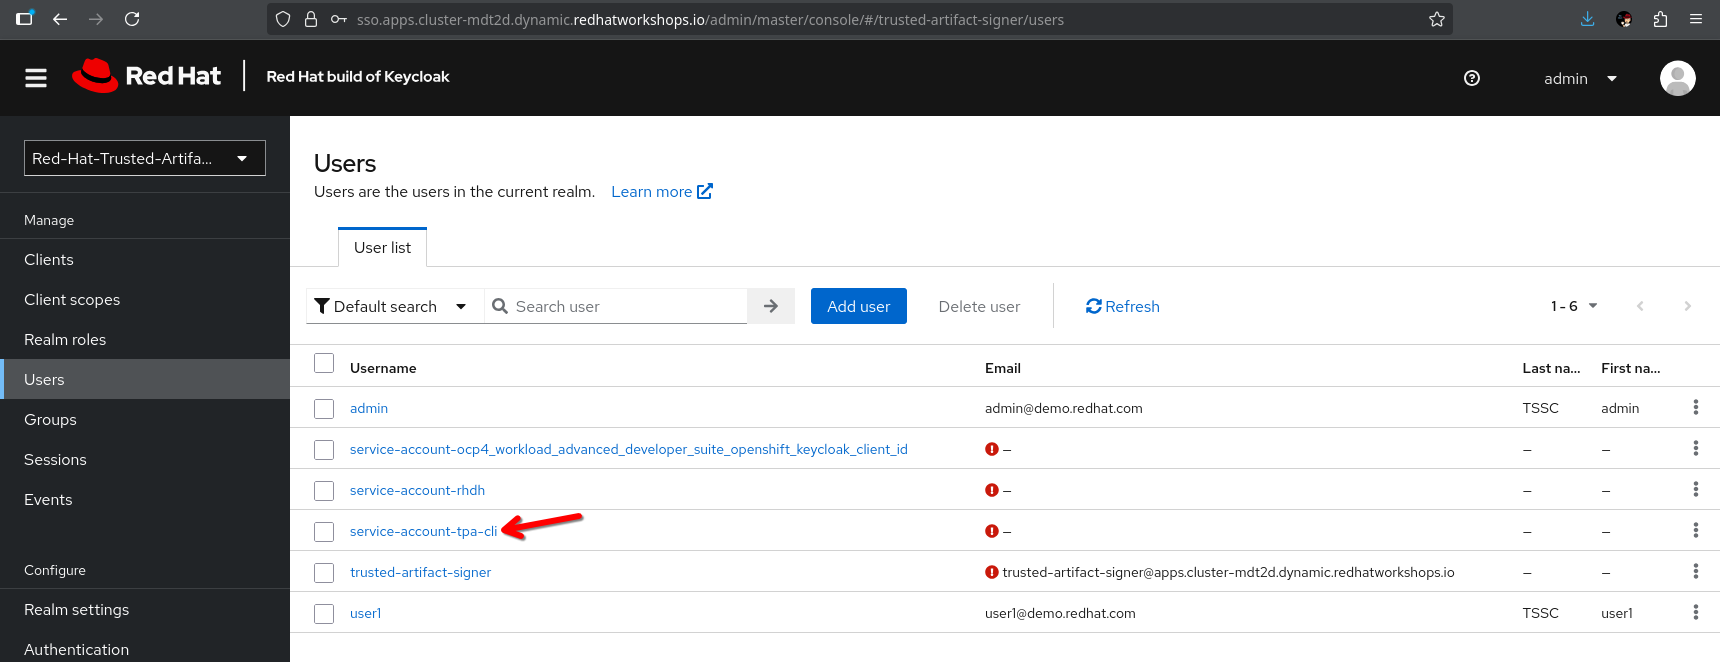 sso.apps.cluster-mdt2d.dynamic.redhatworkshops.io/admin/master/console/#/trusted-artifact-signer/users
Red Hat
Red Hat build of Keycloak
admin
Red-Hat-Trusted-Artifa...
Manage
Clients
Client scopes
Realm roles
Users
Groups
Sessions
Events
Configure
Realm settings
Authentication
Users
Users are the users in the current realm. Learn more
User list
Default search Search user Add user Delete user Refresh 1 - 6
Username Email Last na... First na...
admin admin@demo.redhat.com TSSC admin
service-account-ocp4_workload_advanced_developer_suite_openshift_keycloak_client_id – – –
service-account-rhdh – – –
service-account-tpa-cli – – –
trusted-artifact-signer trusted-artifact-signer@apps.cluster-mdt2d.dynamic.redhatworkshops.io – –
user1 user1@demo.redhat.com TSSC user1